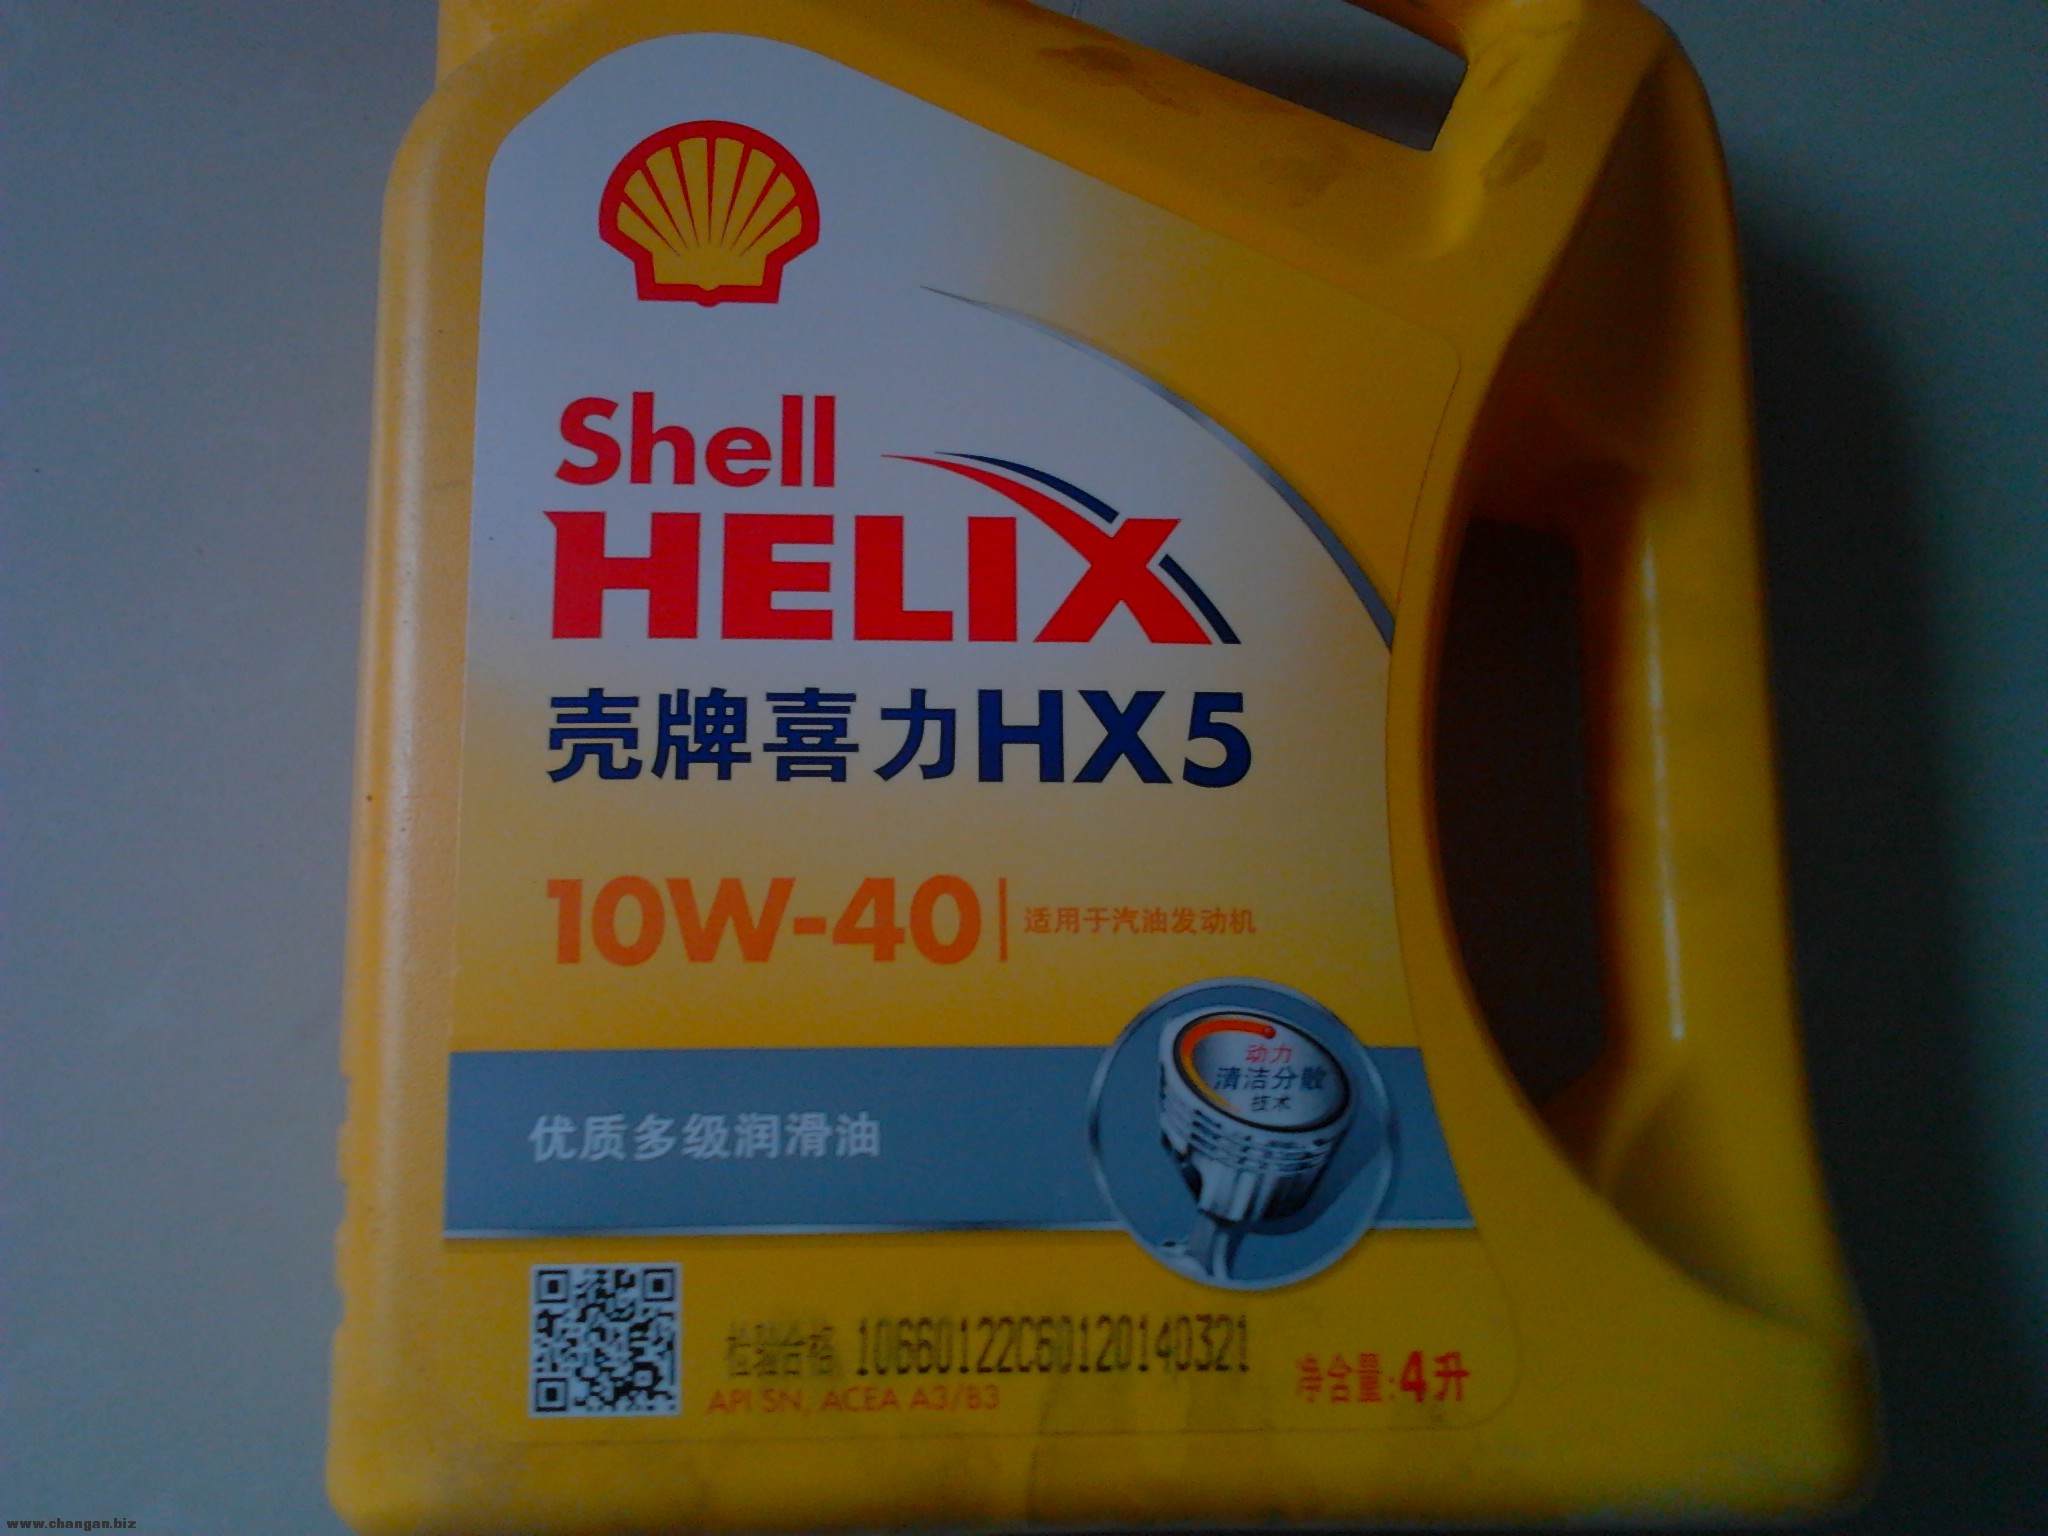 Shell
HELIX
壳牌喜力HX5
10W-40
适用于汽油发动机
动力
清洁分散
技术
优质多级润滑油
检验合格 10660122C60120140321
API SN, ACEA A3/B3
净含量:4升
www.changan.biz